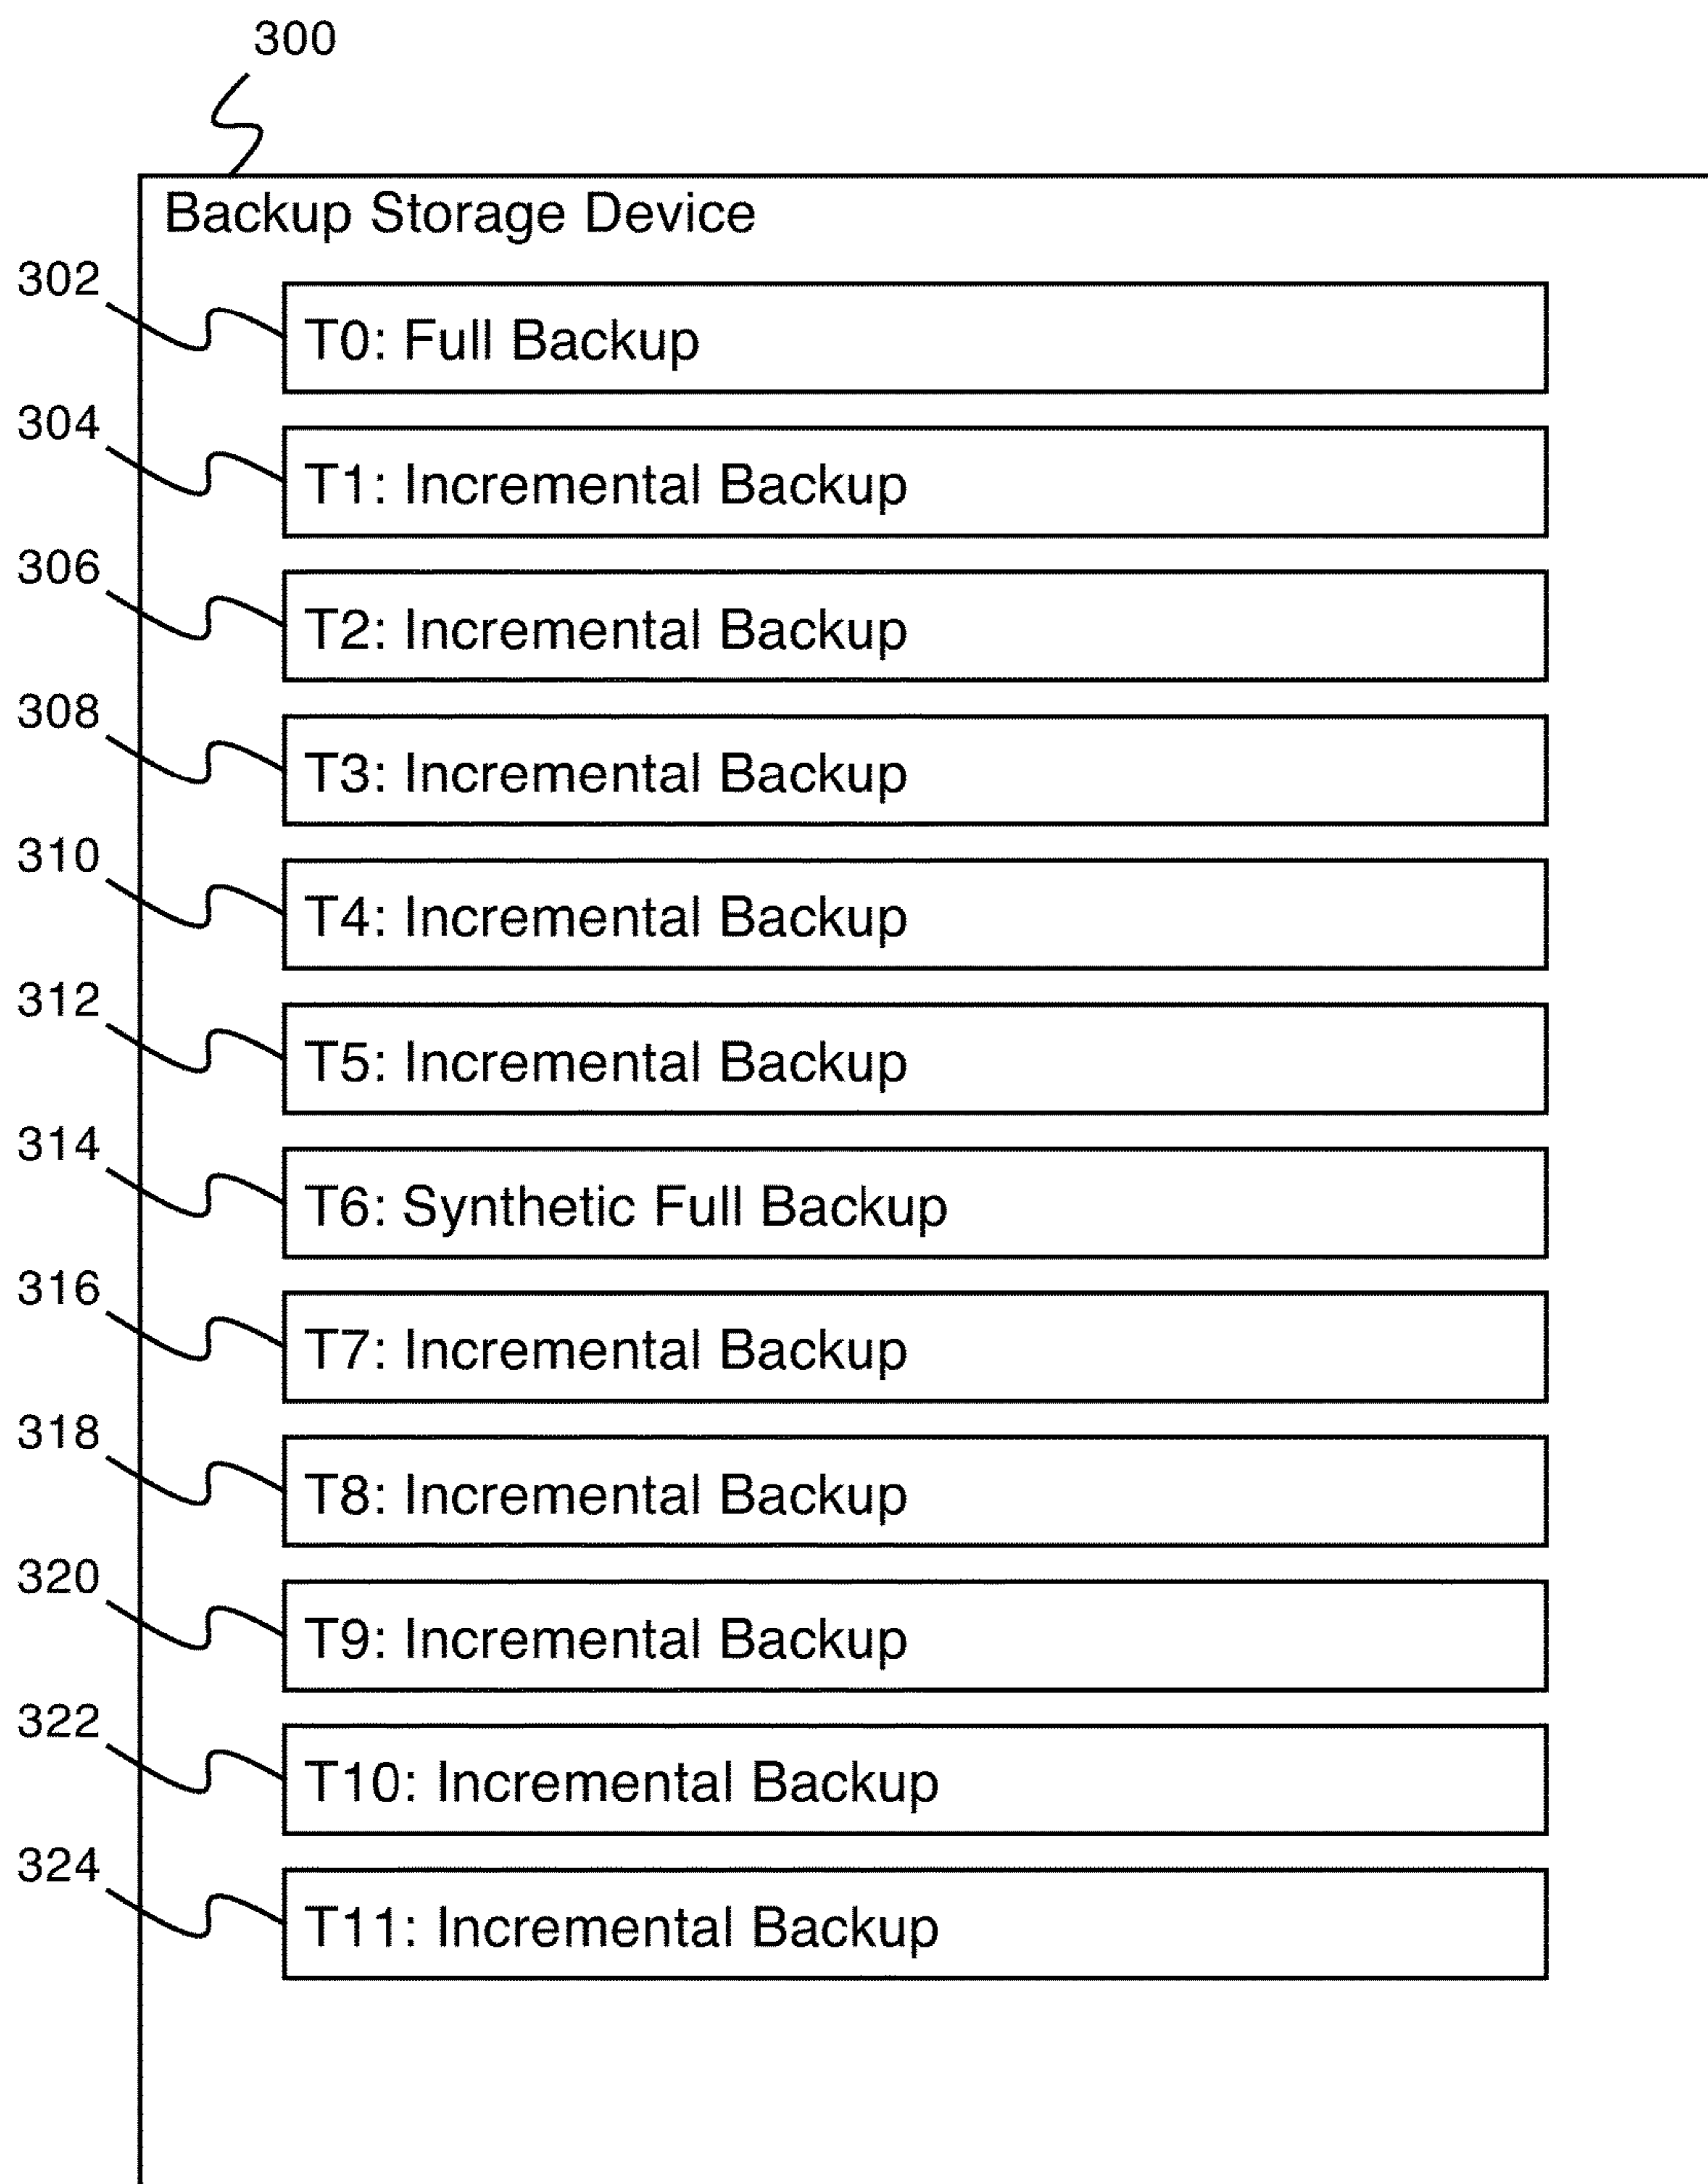 300
Backup Storage Device
302
T0: Full Backup
304
T1: Incremental Backup
306
T2: Incremental Backup
308
T3: Incremental Backup
310
T4: Incremental Backup
312
T5: Incremental Backup
314
T6: Synthetic Full Backup
316
T7: Incremental Backup
318
T8: Incremental Backup
320
T9: Incremental Backup
322
T10: Incremental Backup
324
T11: Incremental Backup